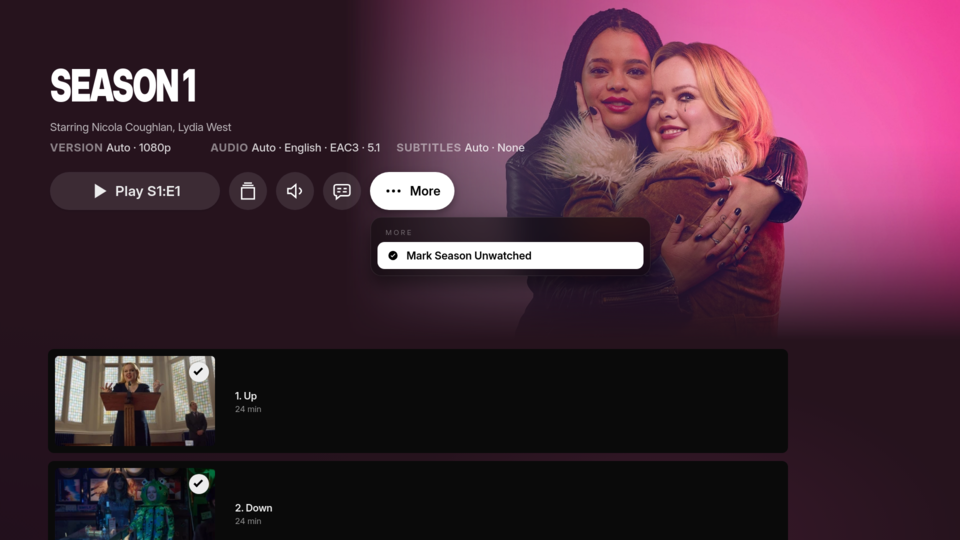 SEASON 1
Starring Nicola Coughlan, Lydia West
VERSION Auto · 1080p AUDIO Auto · English · EAC3 · 5.1 SUBTITLES Auto · None
Play S1:E1
More
MORE
Mark Season Unwatched
1. Up
24 min
2. Down
24 min